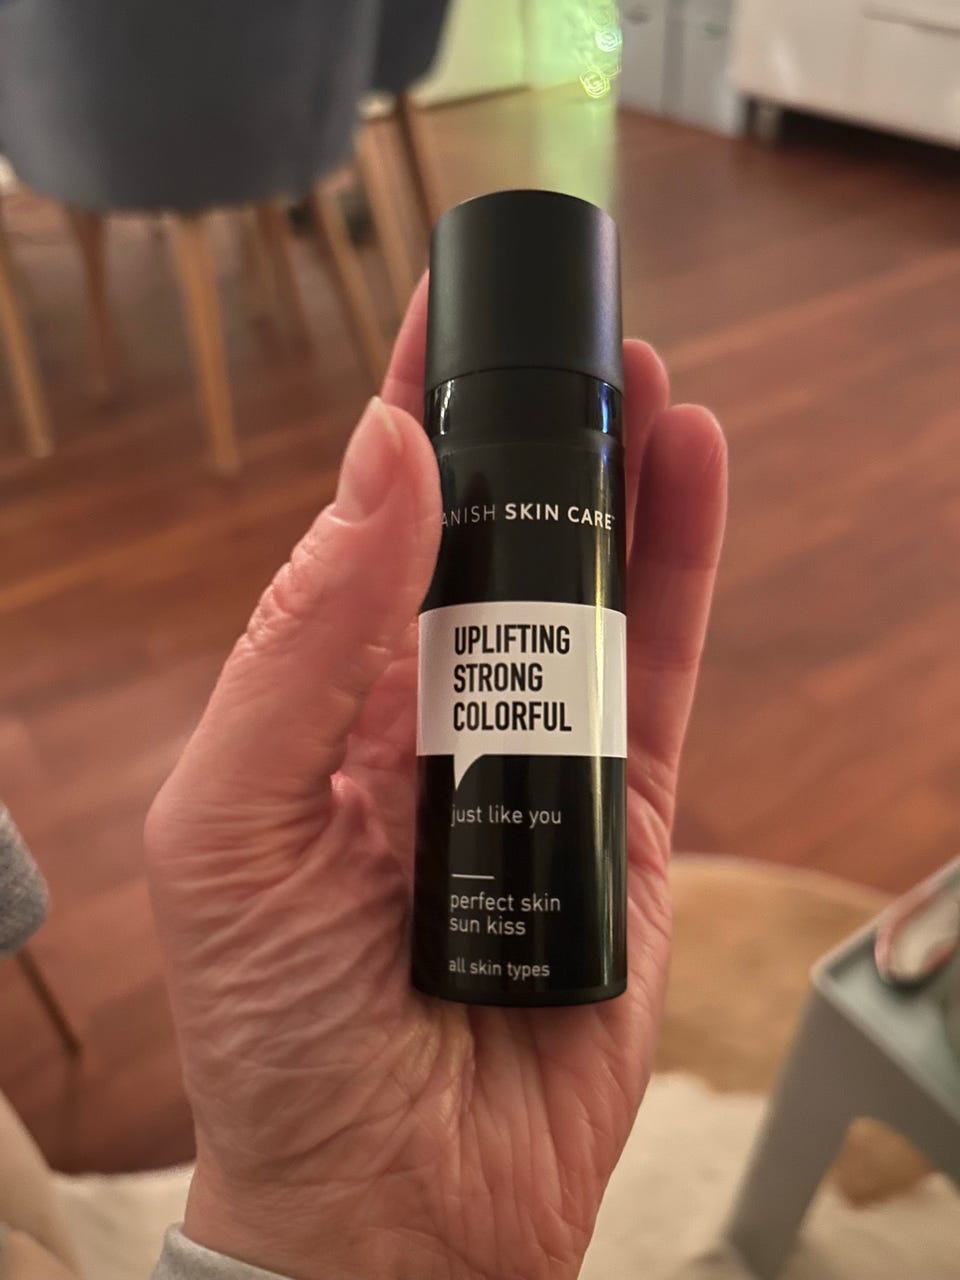 ANISH SKIN CARE™
UPLIFTING
STRONG
COLORFUL
just like you
perfect skin
sun kiss
all skin types